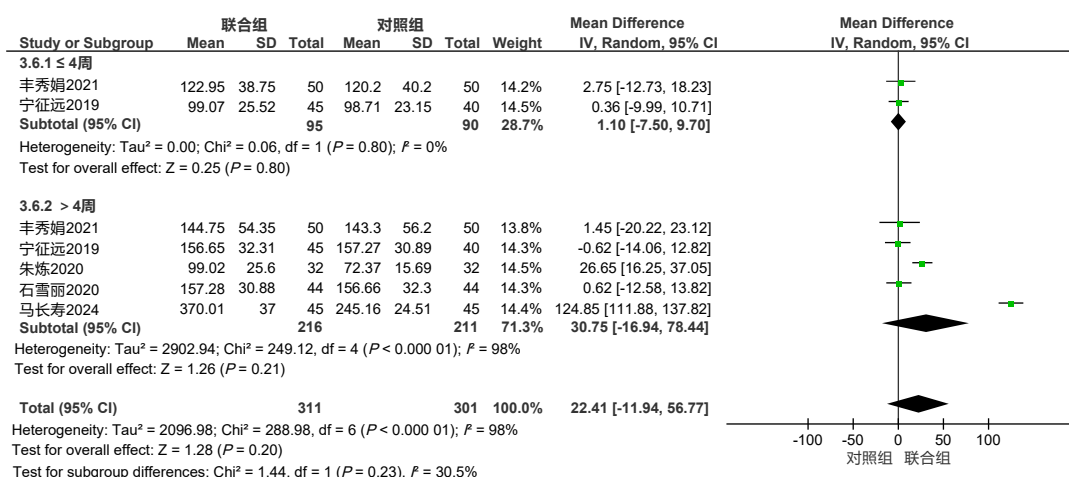 联合组 对照组 Mean Difference Mean Difference
Study or Subgroup Mean SD Total Mean SD Total Weight IV, Random, 95% CI IV, Random, 95% CI
3.6.1 ≤ 4周
丰秀娟2021 122.95 38.75 50 120.2 40.2 50 14.2% 2.75 [-12.73, 18.23]
宁征远2019 99.07 25.52 45 98.71 23.15 40 14.5% 0.36 [-9.99, 10.71]
Subtotal (95% CI) 95 90 28.7% 1.10 [-7.50, 9.70]
Heterogeneity: Tau² = 0.00; Chi² = 0.06, df = 1 (P = 0.80); I² = 0%
Test for overall effect: Z = 0.25 (P = 0.80)
3.6.2 > 4周
丰秀娟2021 144.75 54.35 50 143.3 56.2 50 13.8% 1.45 [-20.22, 23.12]
宁征远2019 156.65 32.31 45 157.27 30.89 40 14.3% -0.62 [-14.06, 12.82]
朱炼2020 99.02 25.6 32 72.37 15.69 32 14.5% 26.65 [16.25, 37.05]
石雪丽2020 157.28 30.88 44 156.66 32.3 44 14.3% 0.62 [-12.58, 13.82]
马长寿2024 370.01 37 45 245.16 24.51 45 14.4% 124.85 [111.88, 137.82]
Subtotal (95% CI) 216 211 71.3% 30.75 [-16.94, 78.44]
Heterogeneity: Tau² = 2902.94; Chi² = 249.12, df = 4 (P < 0.000 01); I² = 98%
Test for overall effect: Z = 1.26 (P = 0.21)
Total (95% CI) 311 301 100.0% 22.41 [-11.94, 56.77]
Heterogeneity: Tau² = 2096.98; Chi² = 288.98, df = 6 (P < 0.000 01); I² = 98%
Test for overall effect: Z = 1.28 (P = 0.20)
Test for subgroup differences: Chi² = 1.44, df = 1 (P = 0.23), I² = 30.5%
-100 -50 0 50 100
对照组 联合组